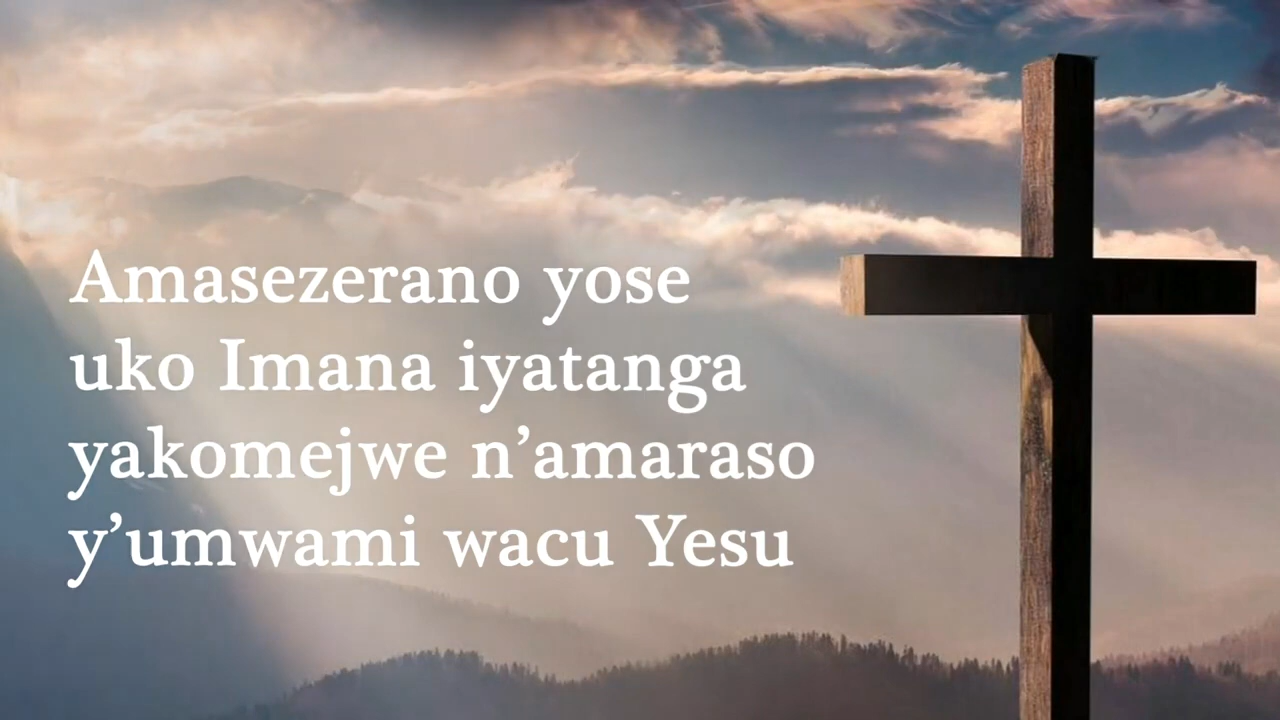 Amasezerano yose
uko Imana iyatanga
yakomejwe n’amaraso
y’umwami wacu Yesu